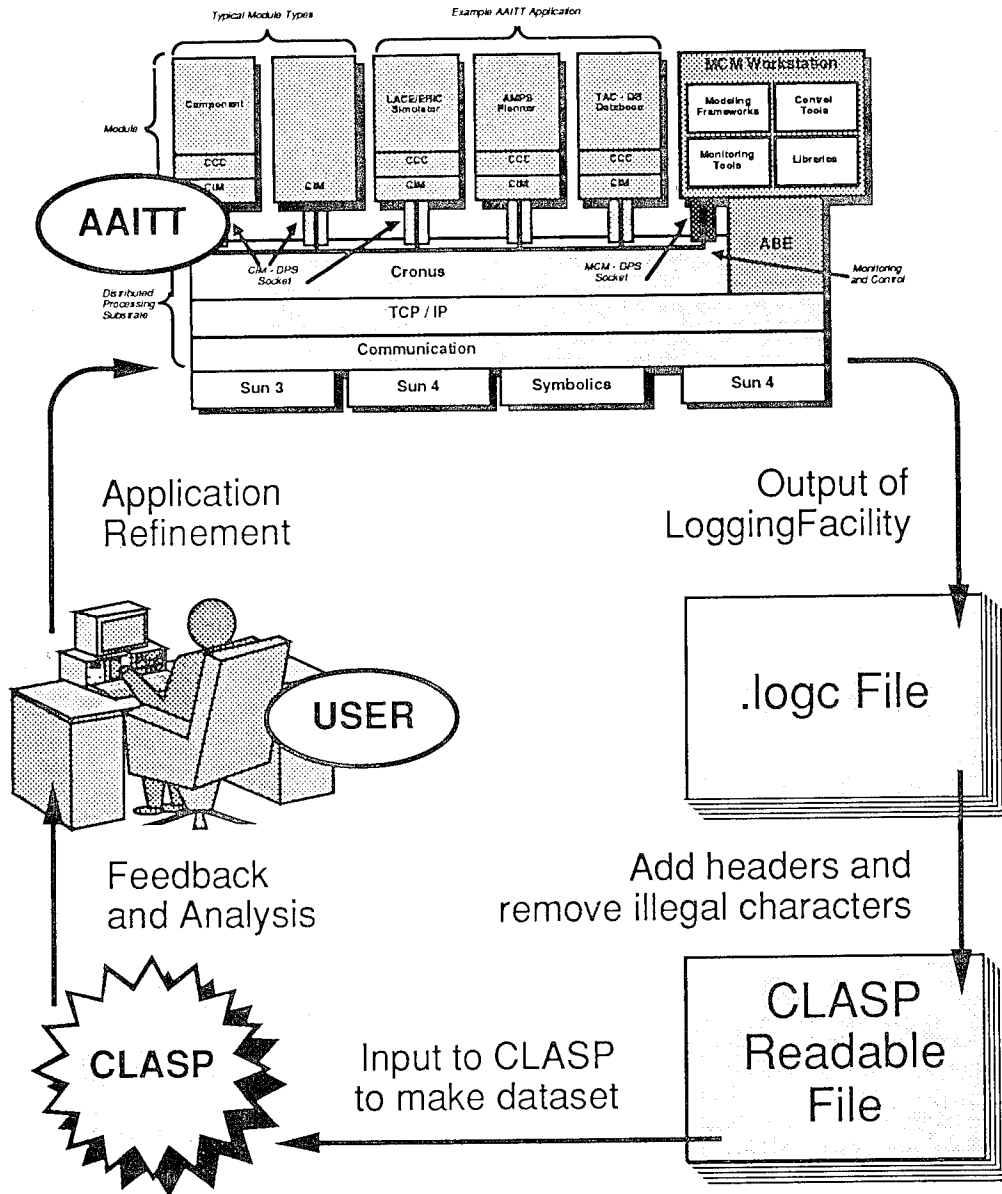 Typical Module Types
Example AAITT Application
Module
Component
CCC
CIM
CIM
LACE/ERIC
Simulator
CCC
CIM
AMPS
Planner
CCC
CIM
TAC - DB
Database
CCC
CIM
MCM Workstation
Modeling
Frameworks
Control
Tools
Monitoring
Tools
Libraries
AAITT
CIM - DPS
Socket
Cronus
MCM - DPS
Socket
ABE
Monitoring
and Control
Distributed
Processing
Substrate
TCP / IP
Communication
Sun 3
Sun 4
Symbolics
Sun 4
Application
Refinement
Output of
LoggingFacility
.logc File
USER
Feedback
and Analysis
Add headers and
remove illegal characters
CLASP
Input to CLASP
to make dataset
CLASP
Readable
File